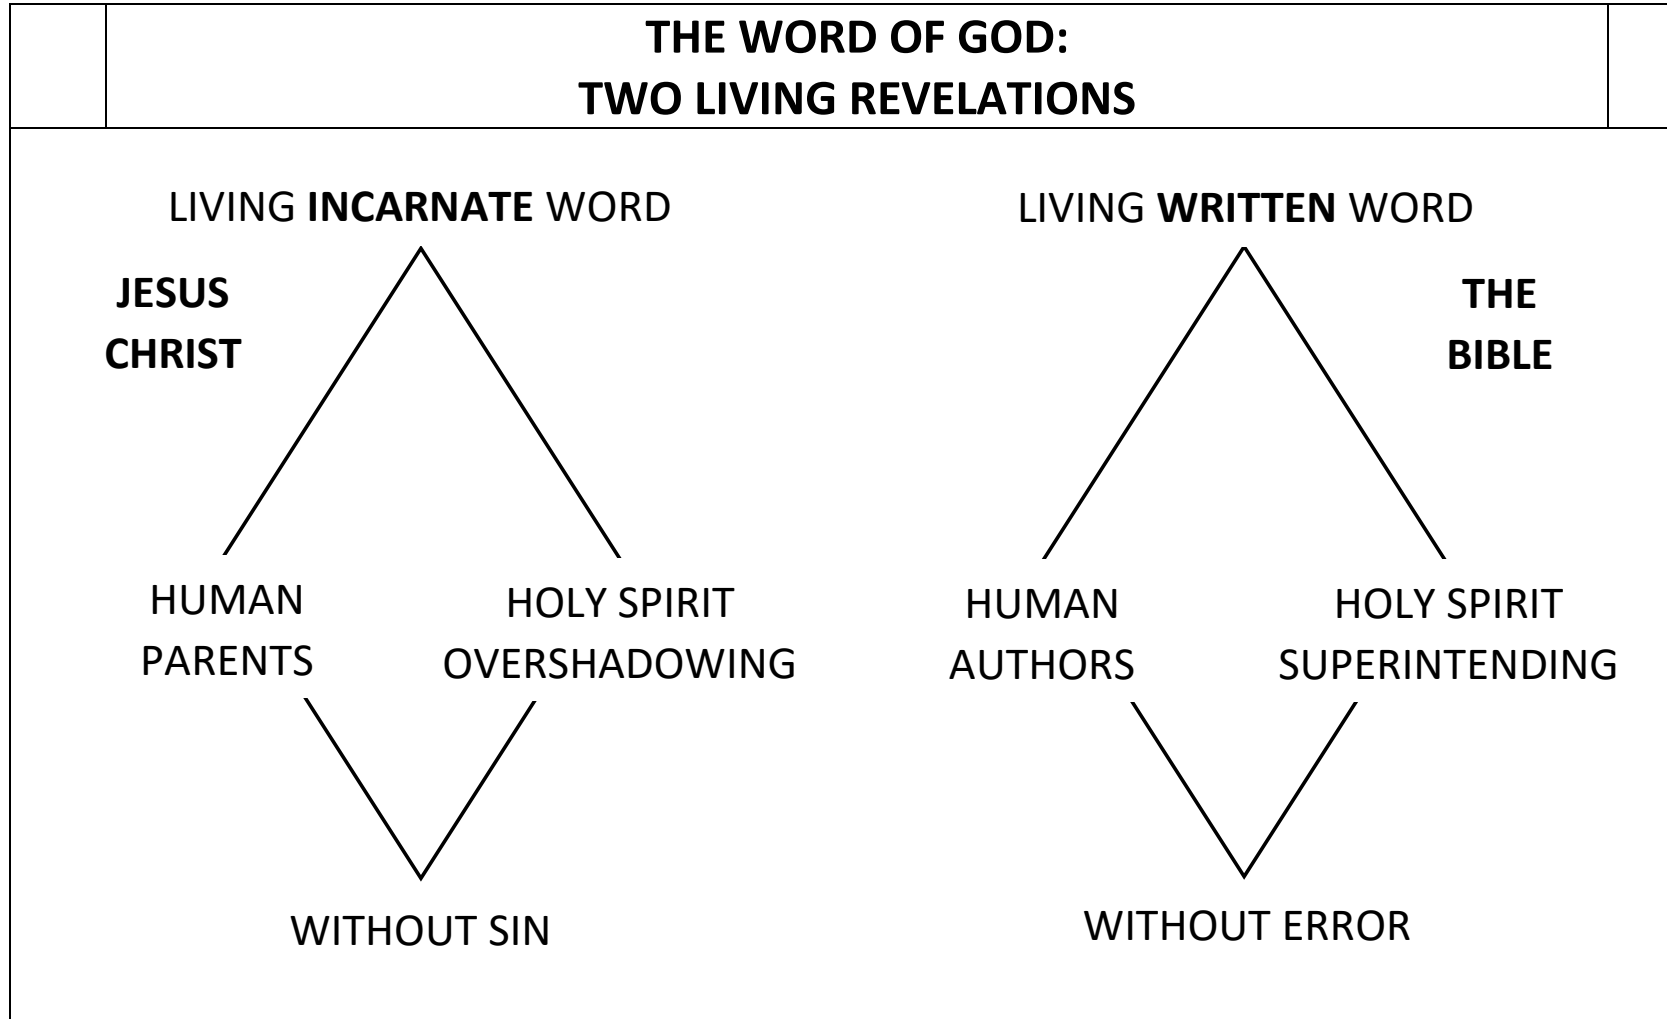 THE WORD OF GOD:
TWO LIVING REVELATIONS
LIVING INCARNATE WORD
JESUS
CHRIST
HUMAN
PARENTS
HOLY SPIRIT
OVERSHADOWING
WITHOUT SIN
LIVING WRITTEN WORD
THE
BIBLE
HUMAN
AUTHORS
HOLY SPIRIT
SUPERINTENDING
WITHOUT ERROR